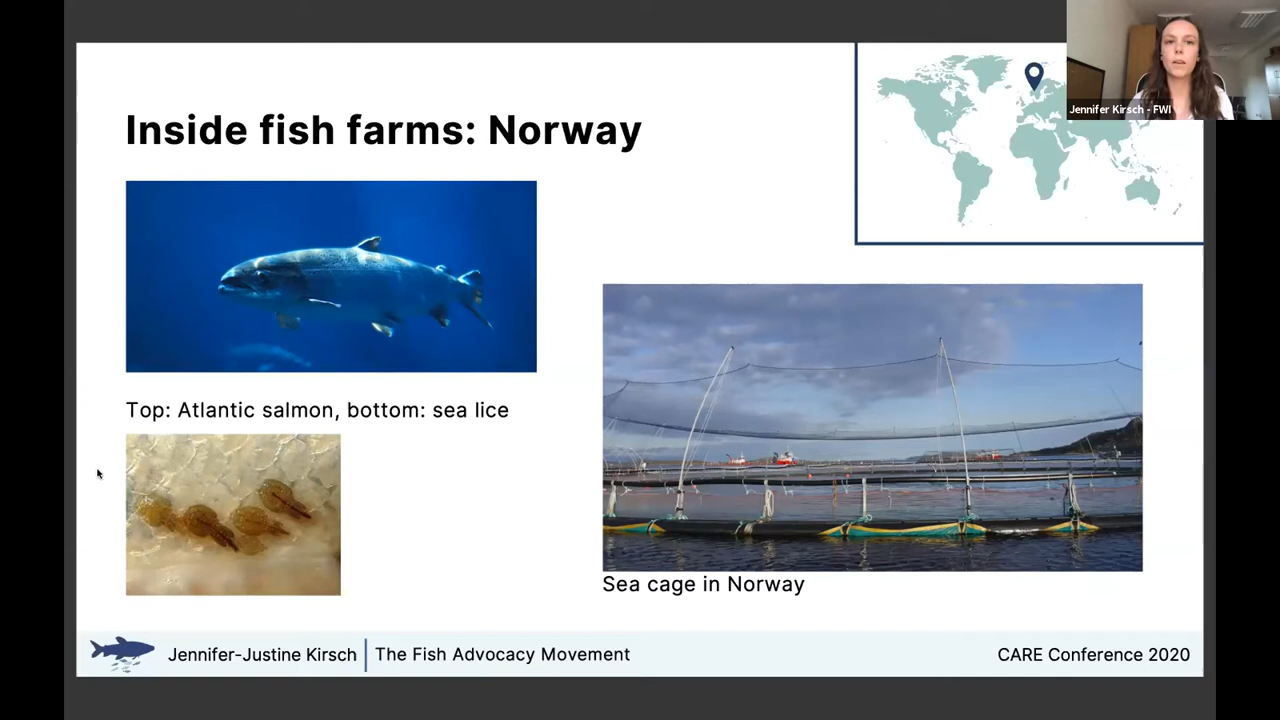 Jennifer Kirsch - FWI
Inside fish farms: Norway
Top: Atlantic salmon, bottom: sea lice
Sea cage in Norway
Jennifer-Justine Kirsch
The Fish Advocacy Movement
CARE Conference 2020